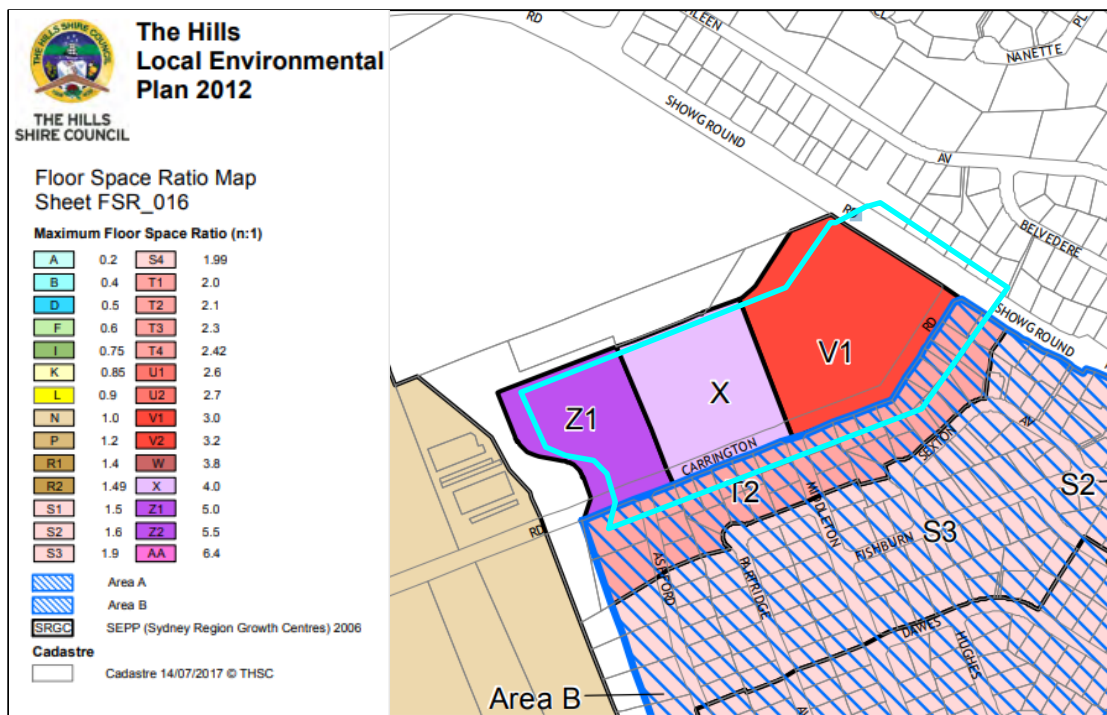 THE HILLS SHIRE COUNCIL
THE HILLS
SHIRE COUNCIL
The Hills
Local Environmental
Plan 2012
Floor Space Ratio Map
Sheet FSR_016
Maximum Floor Space Ratio (n:1)
A 0.2 S4 1.99
B 0.4 T1 2.0
D 0.5 T2 2.1
F 0.6 T3 2.3
I 0.75 T4 2.42
K 0.85 U1 2.6
L 0.9 U2 2.7
N 1.0 V1 3.0
P 1.2 V2 3.2
R1 1.4 W 3.8
R2 1.49 X 4.0
S1 1.5 Z1 5.0
S2 1.6 Z2 5.5
S3 1.9 AA 6.4
Area A
Area B
SRGC SEPP (Sydney Region Growth Centres) 2006
Cadastre
Cadastre 14/07/2017 © THSC
RD
PL
NANETTE
SHOWGROUND
AV
RD
BELVEDERE
SHOWGROUND
RD
V1
X
Z1
CARRINGTON
RD
T2
SEXTON
AV
S2
MIDDLETON
S3
FISHBURN
ASHFORD
PARTRIDGE
DAWES
HUGHES
Area B